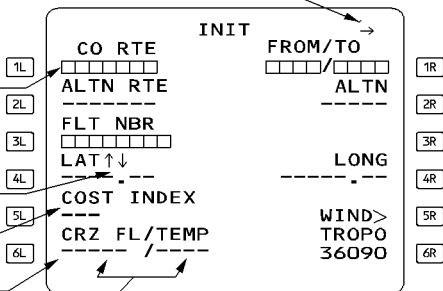 INIT →
CO RTE FROM/TO
1L □□□□□□□□ □□□□/□□□□ 1R
ALTN RTE ALTN
2L -------- ----- 2R
FLT NBR
3L □□□□□□□□□ 3R
LAT↑↓ LONG
4L ----.-- -----.-- 4R
COST INDEX
5L --- WIND> 5R
CRZ FL/TEMP TROPO
6L ----- /---- 36090 6R